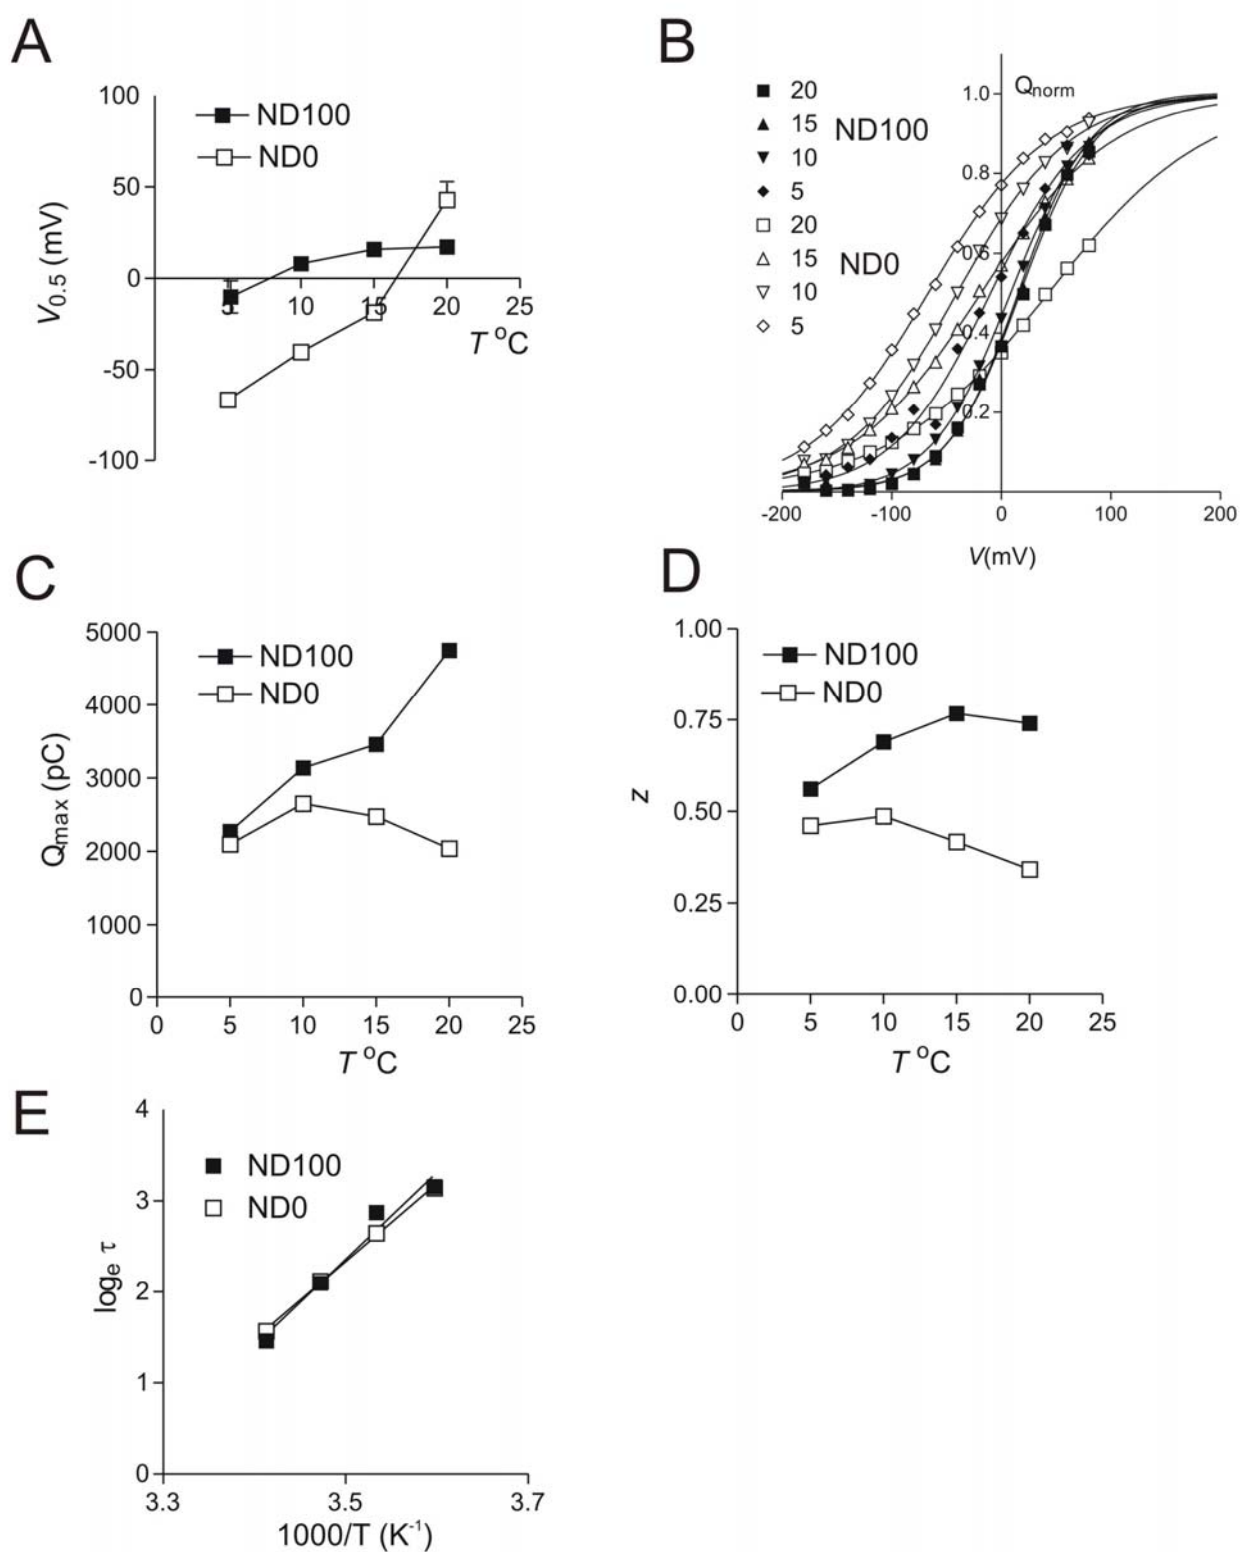 A
100
50
0
-50
-100
V0.5 (mV)
ND100
ND0
5
10
15
20
25
T °C
B
20
15
10
5
20
15
10
5
ND100
ND0
Qnorm
1.0
0.8
0.6
0.4
0.2
-200
-100
0
100
200
V(mV)
C
5000
4000
3000
2000
1000
0
Qmax (pC)
ND100
ND0
0
5
10
15
20
25
T °C
D
1.00
0.75
0.50
0.25
0.00
z
ND100
ND0
0
5
10
15
20
25
T °C
E
4
3
2
1
0
loge τ
ND100
ND0
3.3
3.5
3.7
1000/T (K-1)